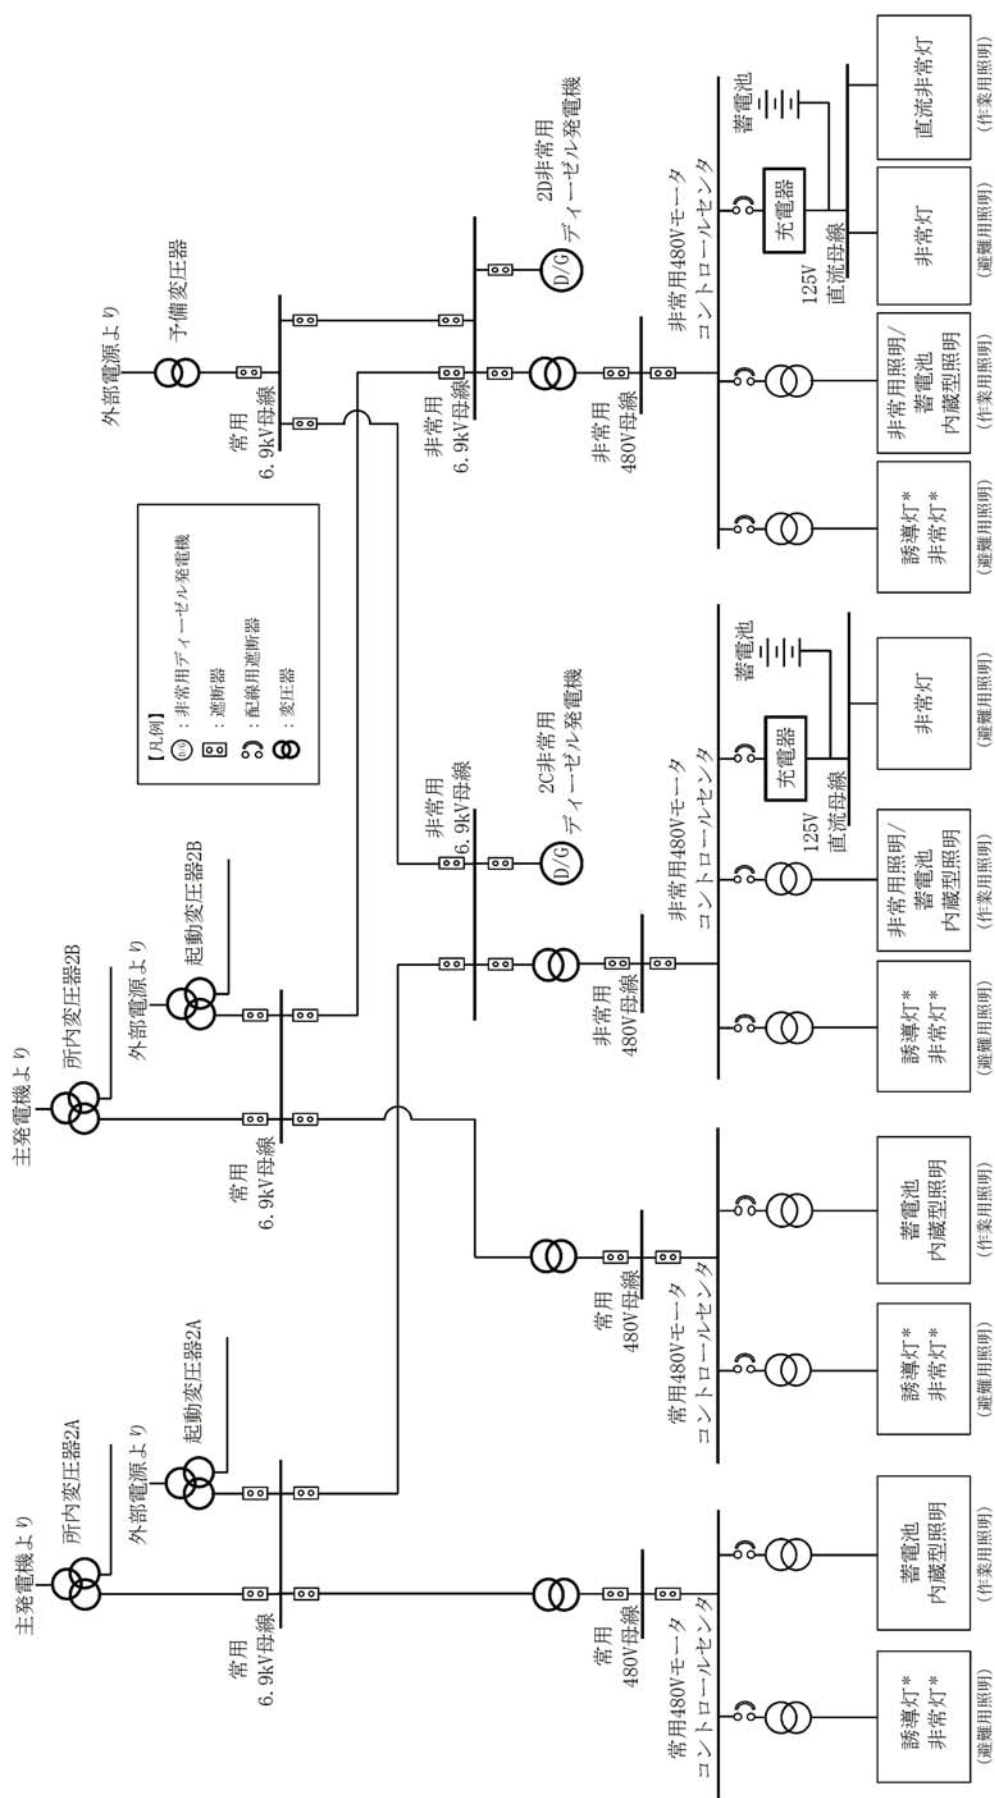 主発電機より
所内変圧器2A
外部電源より
起動変圧器2A
常用
6.9kV母線
常用
480V母線
常用480Vモータ
コントロールセンタ
誘導灯*
非常灯*
(避難用照明)
蓄電池
内蔵型照明
(作業用照明)
主発電機より
所内変圧器2B
外部電源より
起動変圧器2B
常用
6.9kV母線
常用
480V母線
常用480Vモータ
コントロールセンタ
誘導灯*
非常灯*
(避難用照明)
蓄電池
内蔵型照明
(作業用照明)
【凡例】
D/G
:非常用ディーゼル発電機
:遮断器
:配線用遮断器
:変圧器
非常用
6.9kV母線
2C非常用
ディーゼル発電機
D/G
非常用
480V母線
非常用480Vモータ
コントロールセンタ
蓄電池
充電器
125V
直流母線
誘導灯*
非常灯*
(避難用照明)
非常用照明/
蓄電池
内蔵型照明
(作業用照明)
非常灯
(避難用照明)
外部電源より
予備変圧器
常用
6.9kV母線
非常用
6.9kV母線
2D非常用
ディーゼル発電機
D/G
非常用
480V母線
非常用480Vモータ
コントロールセンタ
蓄電池
充電器
125V
直流母線
誘導灯*
非常灯*
(避難用照明)
非常用照明/
蓄電池
内蔵型照明
(作業用照明)
非常灯
(避難用照明)
直流非常灯
(作業用照明)